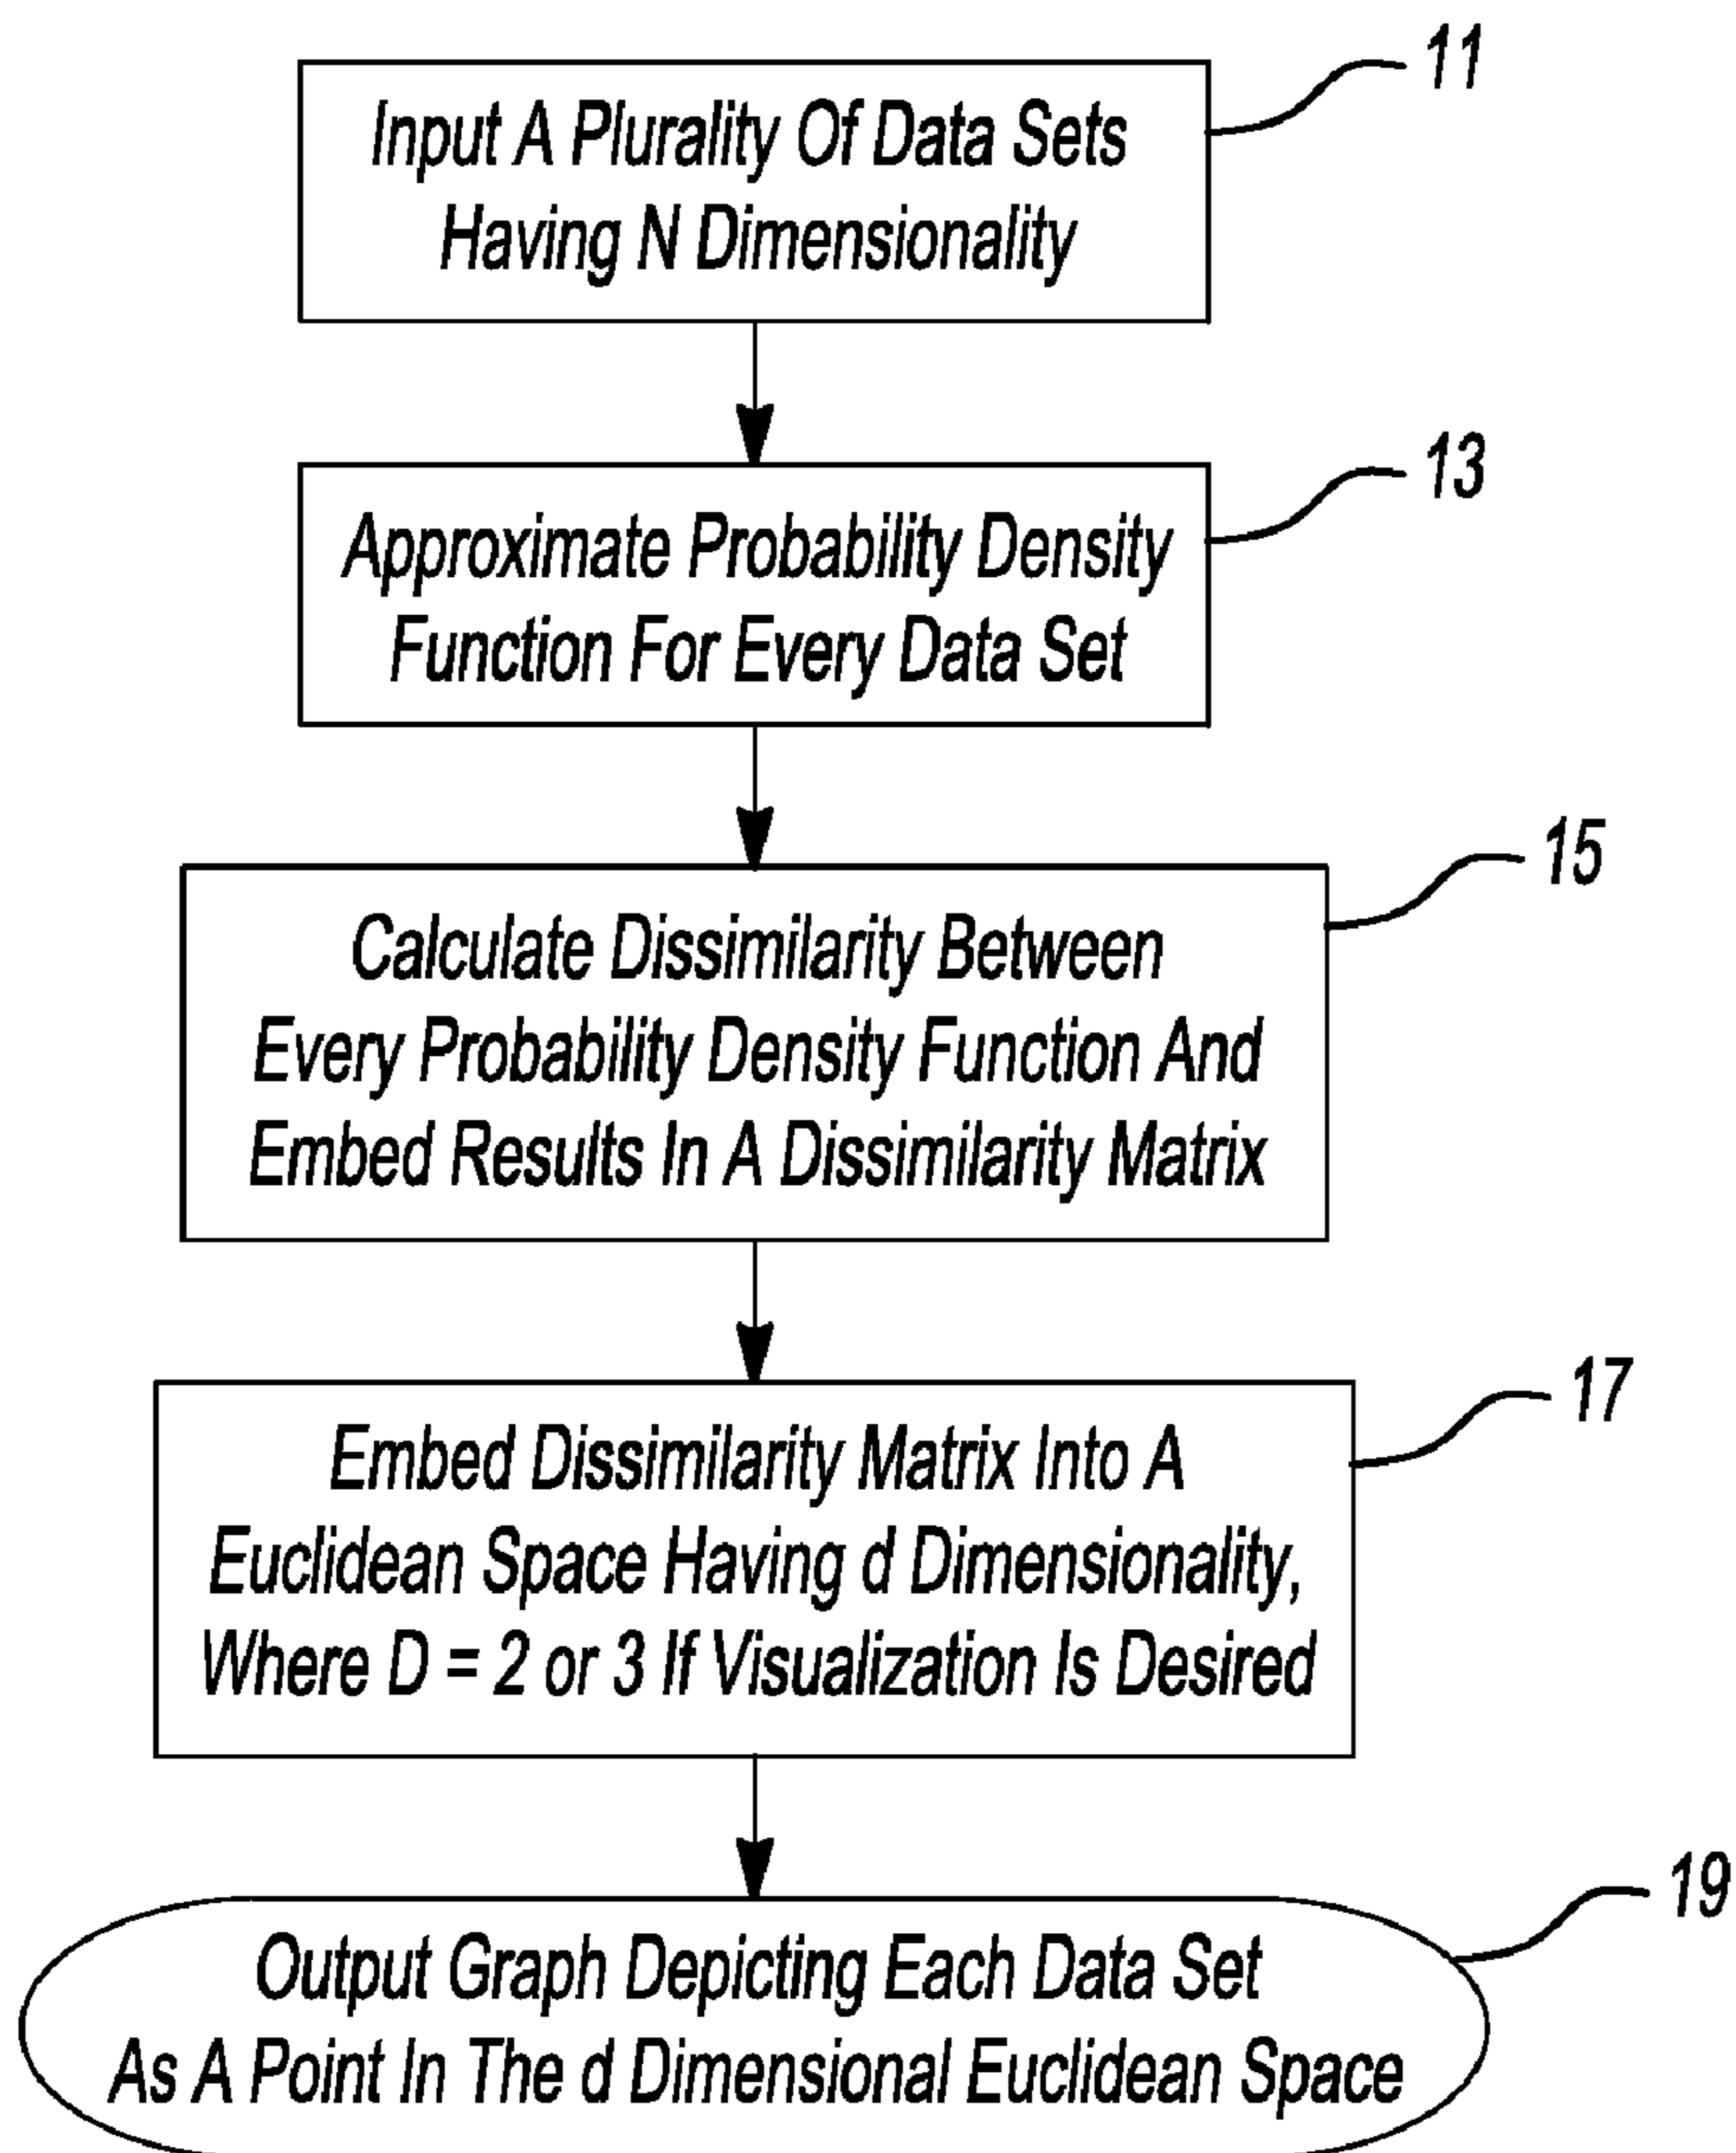 11
Input A Plurality Of Data Sets
Having N Dimensionality
13
Approximate Probability Density
Function For Every Data Set
15
Calculate Dissimilarity Between
Every Probability Density Function And
Embed Results In A Dissimilarity Matrix
17
Embed Dissimilarity Matrix Into A
Euclidean Space Having d Dimensionality,
Where D = 2 or 3 If Visualization Is Desired
19
Output Graph Depicting Each Data Set
As A Point In The d Dimensional Euclidean Space